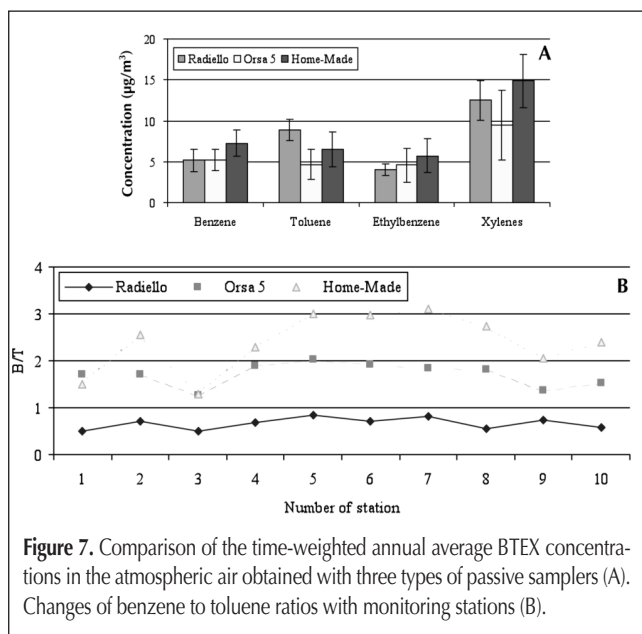 A
Radiello Orsa 5 Home-Made
Concentration (µg/m³)
20
15
10
5
0
Benzene Toluene Ethylbenzene Xylenes
B
Radiello Orsa 5 Home-Made
B/T
4
3
2
1
0
1 2 3 4 5 6 7 8 9 10
Number of station
Figure 7. Comparison of the time-weighted annual average BTEX concentra-
tions in the atmospheric air obtained with three types of passive samplers (A).
Changes of benzene to toluene ratios with monitoring stations (B).